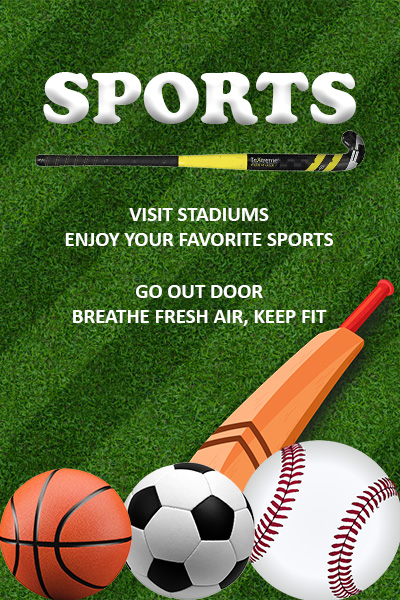 SPORTS
VISIT STADIUMS
ENJOY YOUR FAVORITE SPORTS
GO OUT DOOR
BREATHE FRESH AIR, KEEP FIT